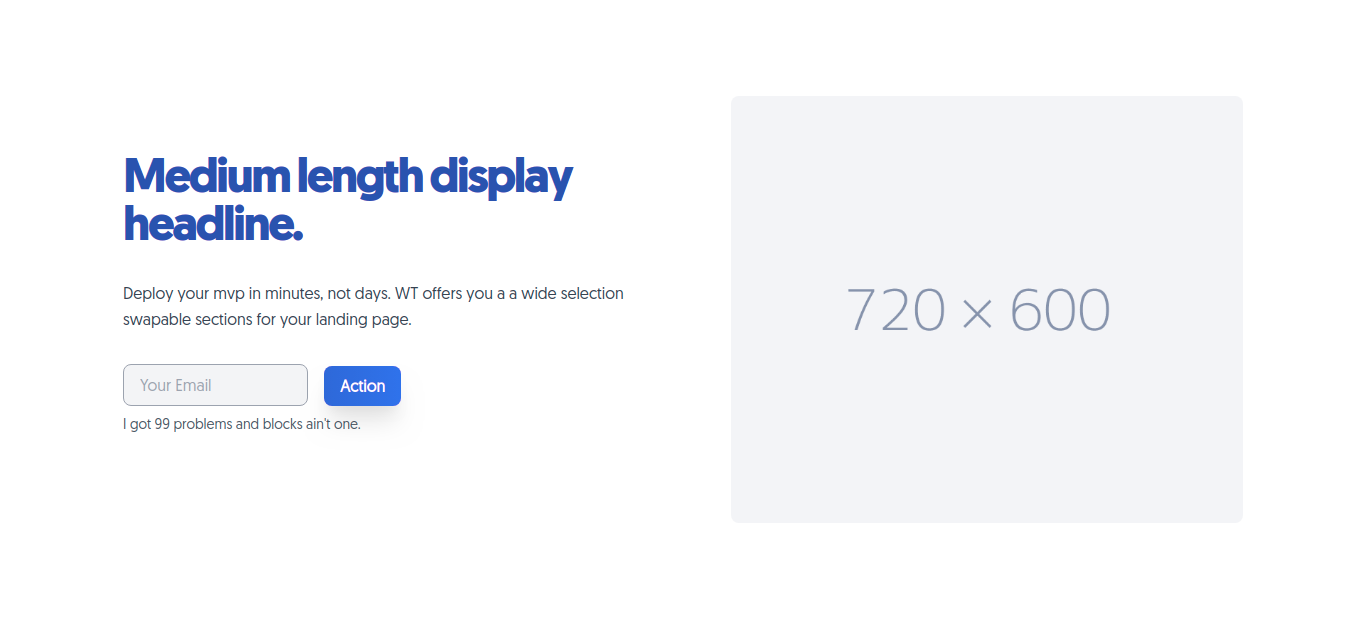 Medium length display
headline.
Deploy your mvp in minutes, not days. WT offers you a a wide selection
swapable sections for your landing page.
Your Email
Action
I got 99 problems and blocks ain't one.
720 × 600